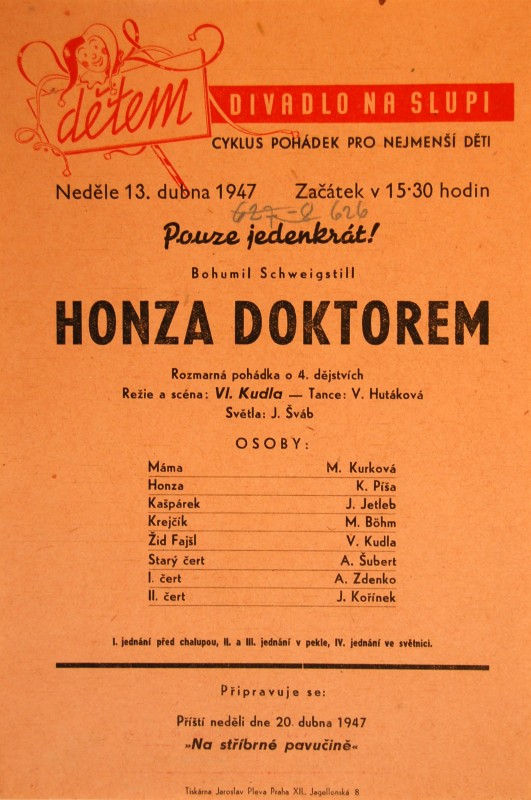 dětem
DIVADLO NA SLUPI
CYKLUS POHÁDEK PRO NEJMENŠÍ DĚTI
Neděle 13. dubna 1947 Začátek v 15·30 hodin
627-8 626
Pouze jedenkrát!
Bohumil Schweigstill
HONZA DOKTOREM
Rozmarná pohádka o 4. dějstvích
Režie a scéna: Vl. Kudla — Tance: V. Hutáková
Světla: J. Šváb
OSOBY:
Máma M. Kurková
Honza K. Píša
Kašpárek J. Jetleb
Krejčík M. Böhm
Žid Fajšl V. Kudla
Starý čert A. Šubert
I. čert A. Zdenko
II. čert J. Kořínek
I. jednání před chalupou, II. a III. jednání v pekle, IV. jednání ve světnici.
Připravuje se:
Příští neděli dne 20. dubna 1947
„Na stříbrné pavučině“
Tiskárna Jaroslav Pleva Praha XII., Jagellonská 8